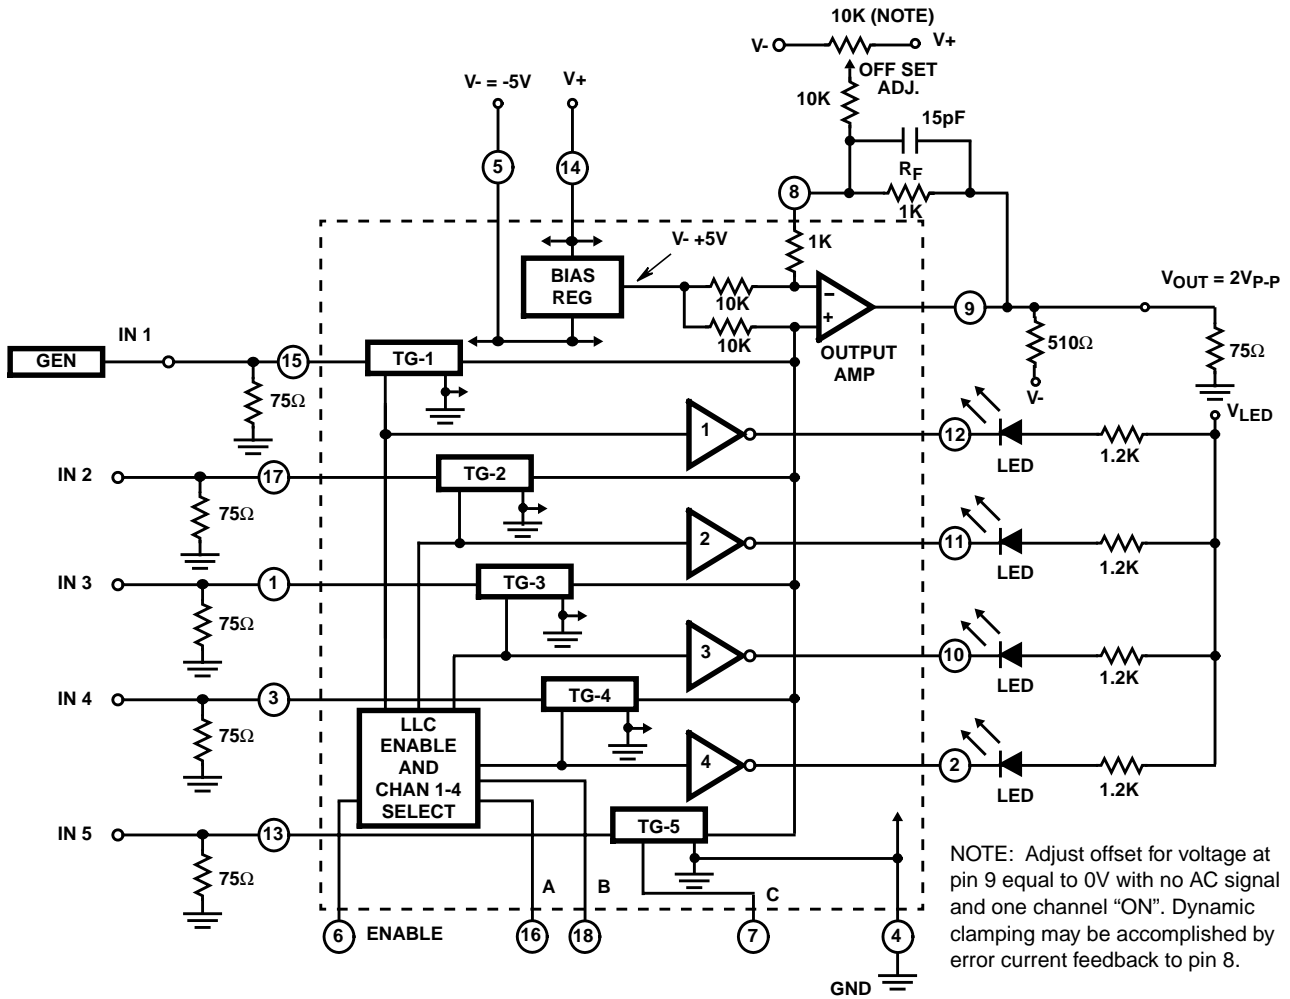 10K (NOTE)
V-
V+
OFF SET
ADJ.
10K
V- = -5V
V+
15pF
5
14
8
RF
1K
1K
V- +5V
BIAS
REG
10K
10K
−
+
OUTPUT
AMP
9
VOUT = 2VP-P
510Ω
75Ω
V-
VLED
GEN
IN 1
15
75Ω
TG-1
1
12
LED
1.2K
IN 2
17
75Ω
TG-2
2
11
LED
1.2K
IN 3
1
75Ω
TG-3
3
10
LED
1.2K
IN 4
3
75Ω
TG-4
4
2
LED
1.2K
LLC
ENABLE
AND
CHAN 1-4
SELECT
IN 5
13
75Ω
TG-5
A
B
C
6
ENABLE
16
18
7
4
GND
NOTE: Adjust offset for voltage at
pin 9 equal to 0V with no AC signal
and one channel “ON”. Dynamic
clamping may be accomplished by
error current feedback to pin 8.